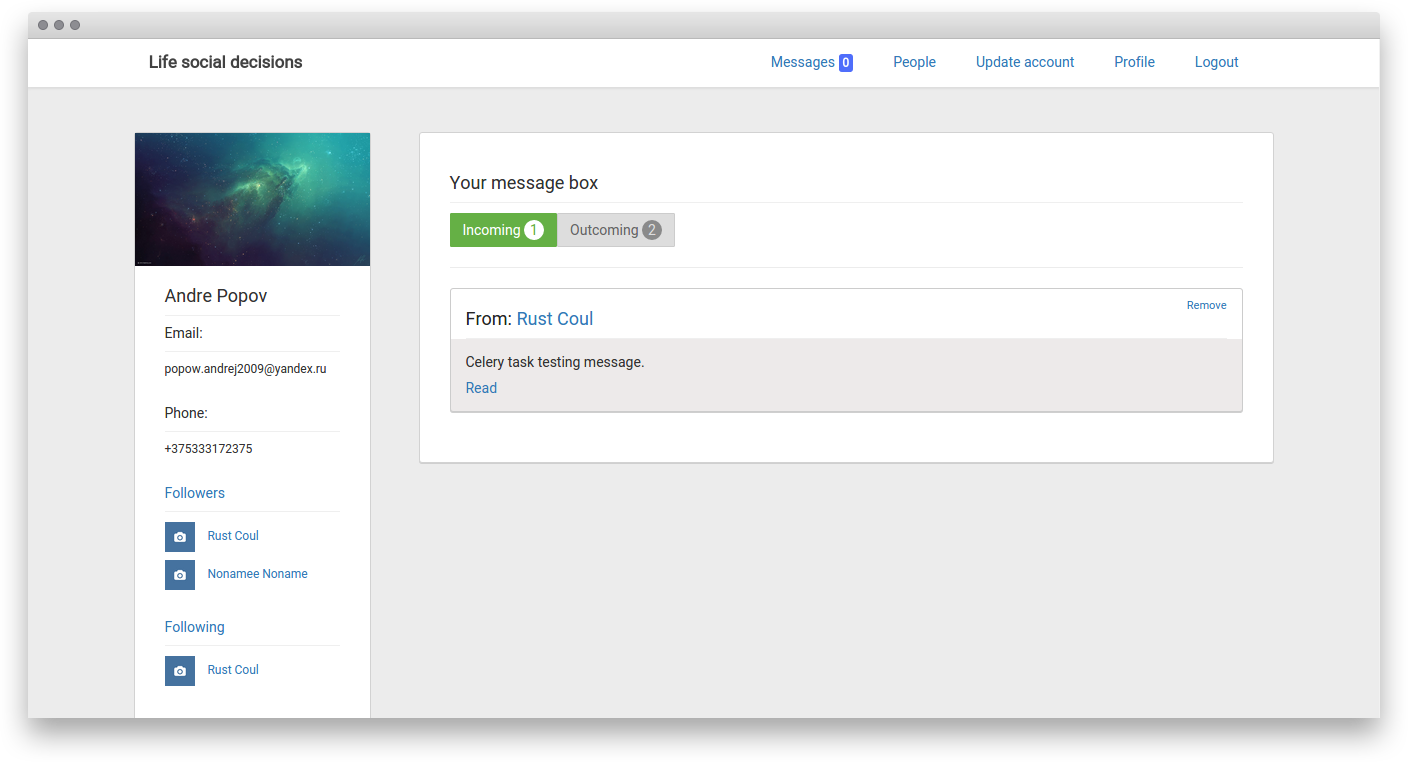 Life social decisions
Messages 0 People Update account Profile Logout
Andre Popov
Email:
popow.andrej2009@yandex.ru
Phone:
+375333172375
Followers
Rust Coul
Nonamee Noname
Following
Rust Coul
Your message box
Incoming 1 Outcoming 2
Remove
From: Rust Coul
Celery task testing message.
Read